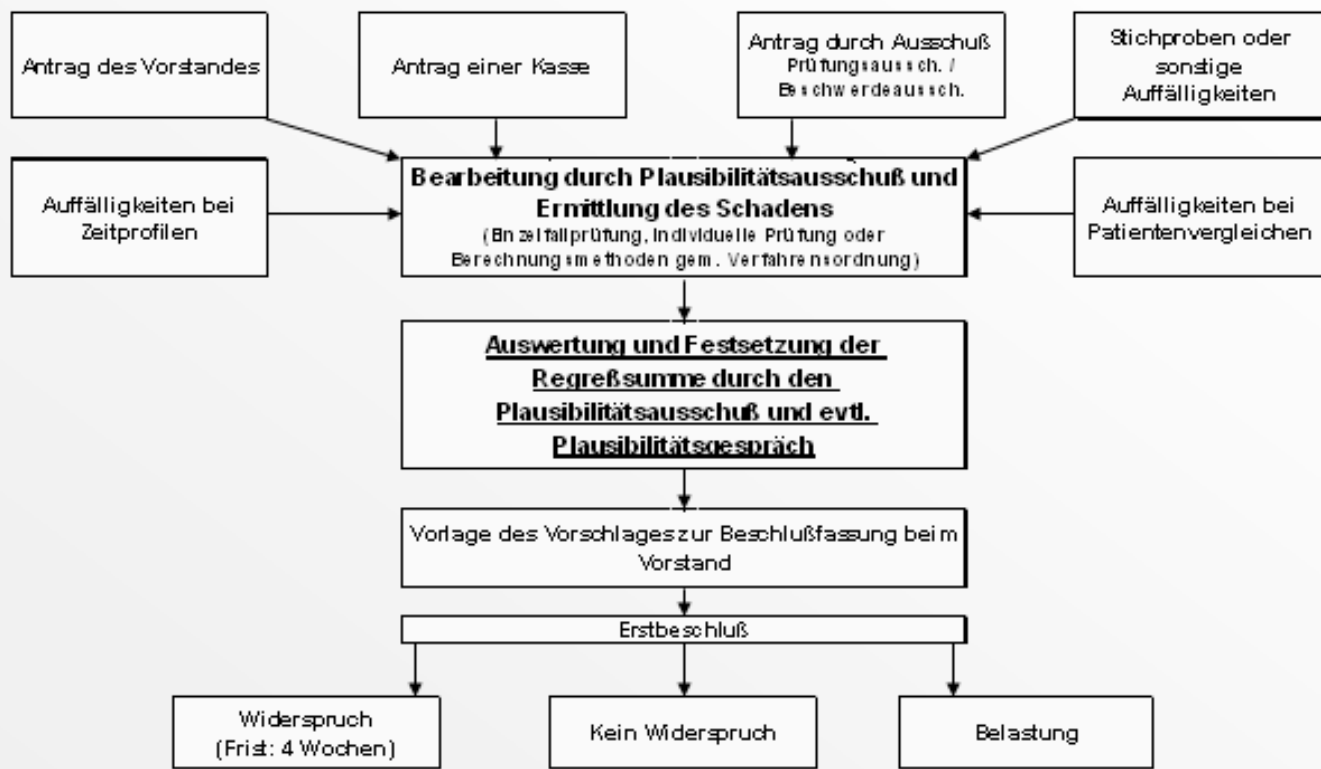 Antrag des Vorstandes
Antrag einer Kasse
Antrag durch Ausschuß
Prüfungsaussch. /
Beschwerdeaussch.
Stichproben oder
sonstige
Auffälligkeiten
Auffälligkeiten bei
Zeitprofilen
Bearbeitung durch Plausibilitätsausschuß und
Ermittlung des Schadens
(Einzelfallprüfung, individuelle Prüfung oder
Berechnungsmethoden gem. Verfahrensordnung)
Auffälligkeiten bei
Patientenvergleichen
Auswertung und Festsetzung der
Regreßsumme durch den
Plausibilitätsausschuß und evtl.
Plausibilitätsgespräch
Vorlage des Vorschlages zur Beschlußfassung beim
Vorstand
Erstbeschluß
Widerspruch
(Frist: 4 Wochen)
Kein Widerspruch
Belastung